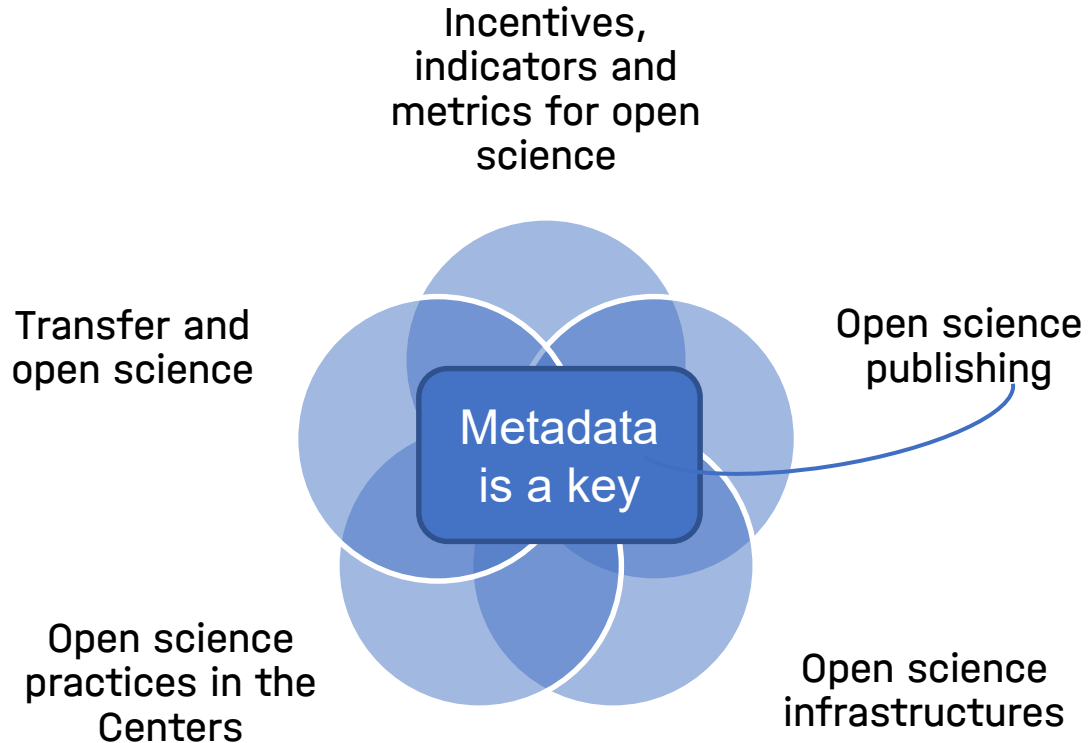 Incentives,
indicators and
metrics for open
science
Transfer and
open science
Open science
publishing
Metadata
is a key
Open science
practices in the
Centers
Open science
infrastructures